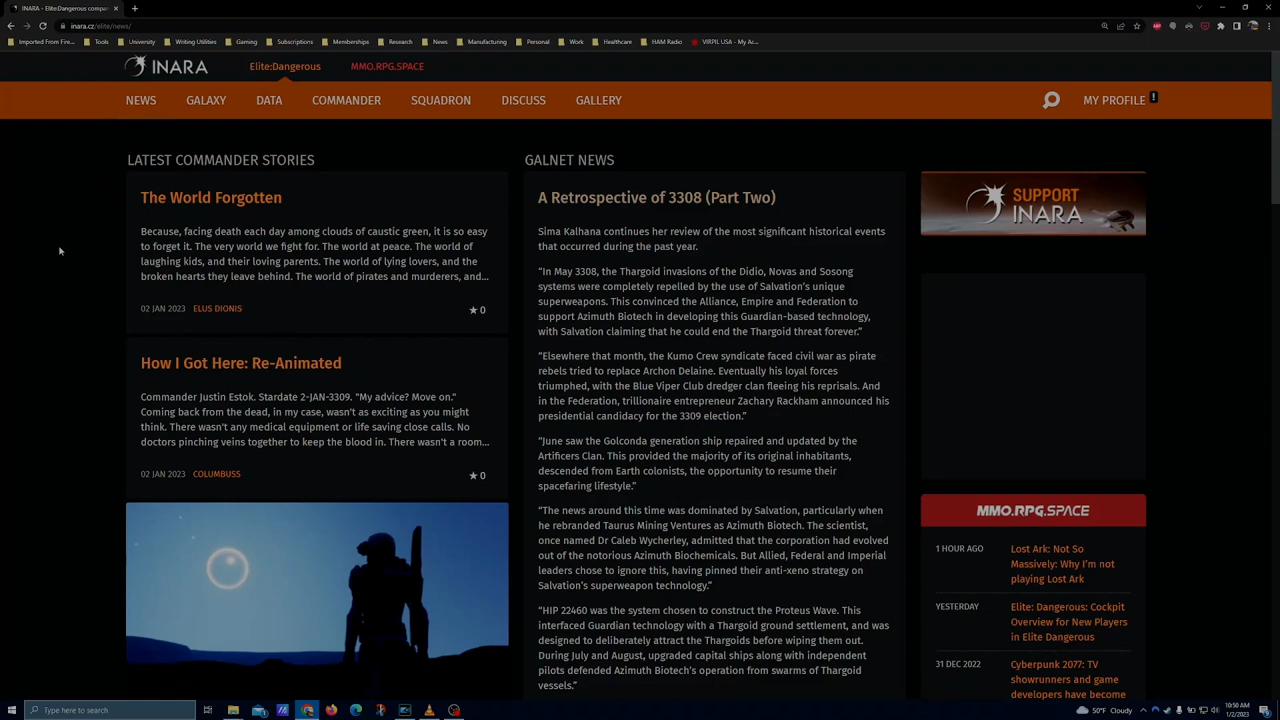 INARA - Elite:Dangerous compa
inara.cz/elite/news/
Imported From Fire... Tools University Writing Utilities Gaming Subscriptions Memberships Research News Manufacturing Personal Work Healthcare HAM Radio VIRPIL USA - My Ac...
INARA Elite:Dangerous MMO.RPG.SPACE
NEWS GALAXY DATA COMMANDER SQUADRON DISCUSS GALLERY MY PROFILE !
LATEST COMMANDER STORIES
The World Forgotten
Because, facing death each day among clouds of caustic green, it is so easy
to forget it. The very world we fight for. The world at peace. The world of
laughing kids, and their loving parents. The world of lying lovers, and the
broken hearts they leave behind. The world of pirates and murderers, and...
02 JAN 2023 ELUS DIONIS ★ 0
How I Got Here: Re-Animated
Commander Justin Estok. Stardate 2-JAN-3309. "My advice? Move on."
Coming back from the dead, in my case, wasn't as exciting as you might
think. There wasn't any medical equipment or life saving close calls. No
doctors pinching veins together to keep the blood in. There wasn't a room...
02 JAN 2023 COLUMBUSS ★ 0
GALNET NEWS
A Retrospective of 3308 (Part Two)
Sima Kalhana continues her review of the most significant historical events
that occurred during the past year.
“In May 3308, the Thargoid invasions of the Didio, Novas and Sosong
systems were completely repelled by the use of Salvation’s unique
superweapons. This convinced the Alliance, Empire and Federation to
support Azimuth Biotech in developing this Guardian-based technology,
with Salvation claiming that he could end the Thargoid threat forever.”
“Elsewhere that month, the Kumo Crew syndicate faced civil war as pirate
rebels tried to replace Archon Delaine. Eventually his loyal forces
triumphed, with the Blue Viper Club dredger clan fleeing his reprisals. And
in the Federation, trillionaire entrepreneur Zachary Rackham announced his
presidential candidacy for the 3309 election.”
“June saw the Golconda generation ship repaired and updated by the
Artificers Clan. This provided the majority of its original inhabitants,
descended from Earth colonists, the opportunity to resume their
spacefaring lifestyle.”
“The news around this time was dominated by Salvation, particularly when
he rebranded Taurus Mining Ventures as Azimuth Biotech. The scientist,
once named Dr Caleb Wycherley, admitted that the corporation had evolved
out of the notorious Azimuth Biochemicals. But Allied, Federal and Imperial
leaders chose to ignore this, having pinned their anti-xeno strategy on
Salvation’s superweapon technology.”
“HIP 22460 was the system chosen to construct the Proteus Wave. This
interfaced Guardian technology with a Thargoid ground settlement, and was
designed to deliberately attract the Thargoids before wiping them out.
During July and August, upgraded capital ships along with independent
pilots defended Azimuth Biotech’s operation from swarms of Thargoid
vessels.”
SUPPORT
INARA
MMO.RPG.SPACE
1 HOUR AGO Lost Ark: Not So
Massively: Why I’m not
playing Lost Ark
YESTERDAY Elite: Dangerous: Cockpit
Overview for New Players
in Elite Dangerous
31 DEC 2022 Cyberpunk 2077: TV
showrunners and game
developers have become
Type here to search
50°F Cloudy
10:50 AM
1/2/2023